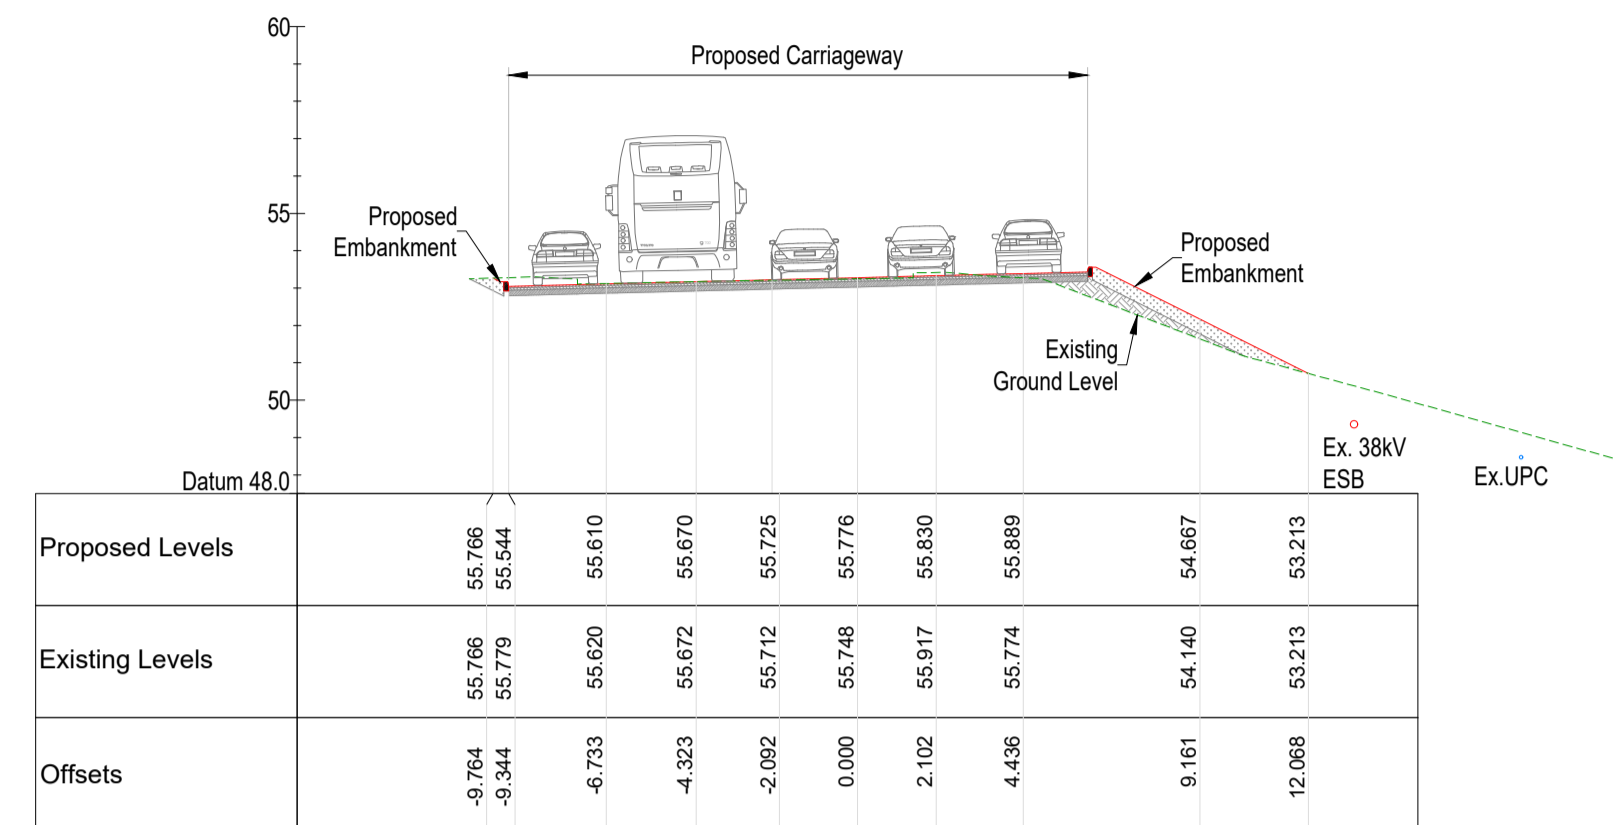 60
Proposed Carriageway
55
Proposed
Embankment
Proposed
Embankment
Existing
Ground Level
50
Ex. 38kV
ESB
Ex.UPC
Datum 48.0
Proposed Levels 55.766 55.544 55.610 55.670 55.725 55.776 55.830 55.889 54.667 53.213
Existing Levels 55.766 55.779 55.620 55.672 55.712 55.748 55.917 55.774 54.140 53.213
Offsets -9.764 -9.344 -6.733 -4.323 -2.092 0.000 2.102 4.436 9.161 12.068